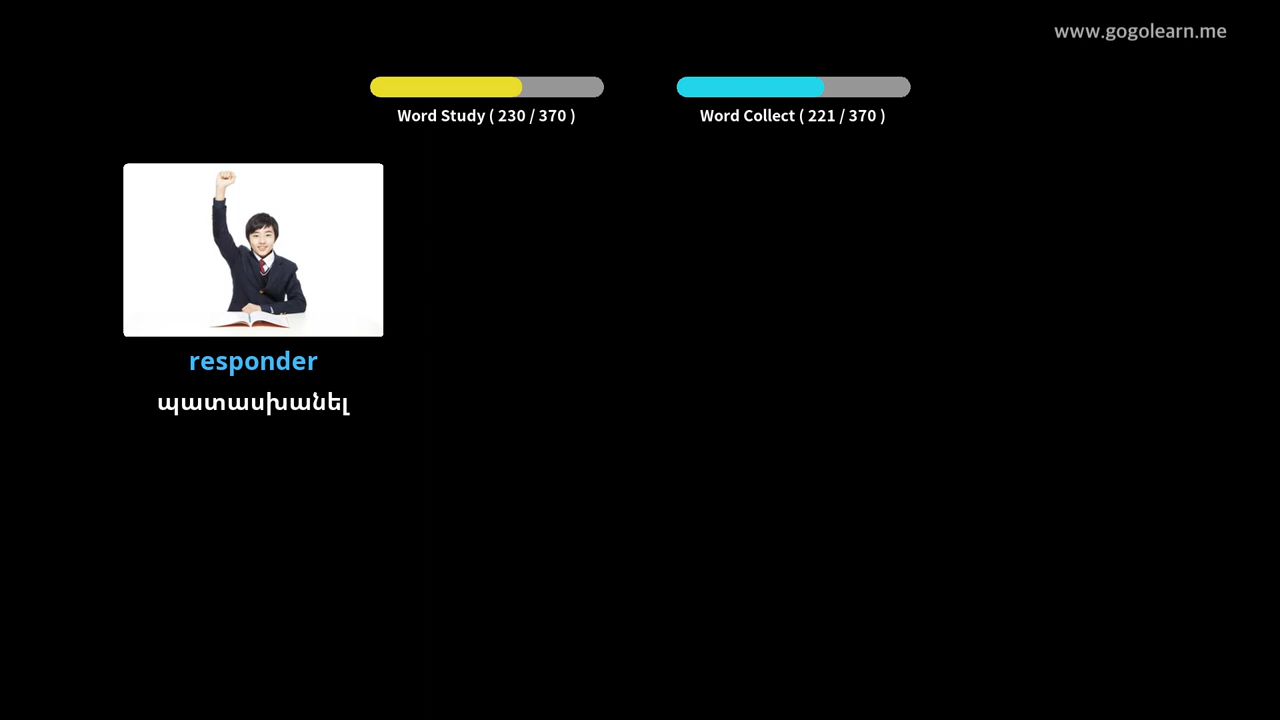 www.gogolearn.me
Word Study ( 230 / 370 )
Word Collect ( 221 / 370 )
responder
պատասխանել